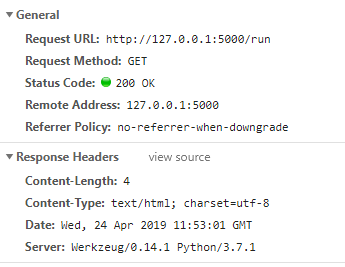 General
Request URL: http://127.0.0.1:5000/run
Request Method: GET
Status Code: 200 OK
Remote Address: 127.0.0.1:5000
Referrer Policy: no-referrer-when-downgrade
Response Headers view source
Content-Length: 4
Content-Type: text/html; charset=utf-8
Date: Wed, 24 Apr 2019 11:53:01 GMT
Server: Werkzeug/0.14.1 Python/3.7.1